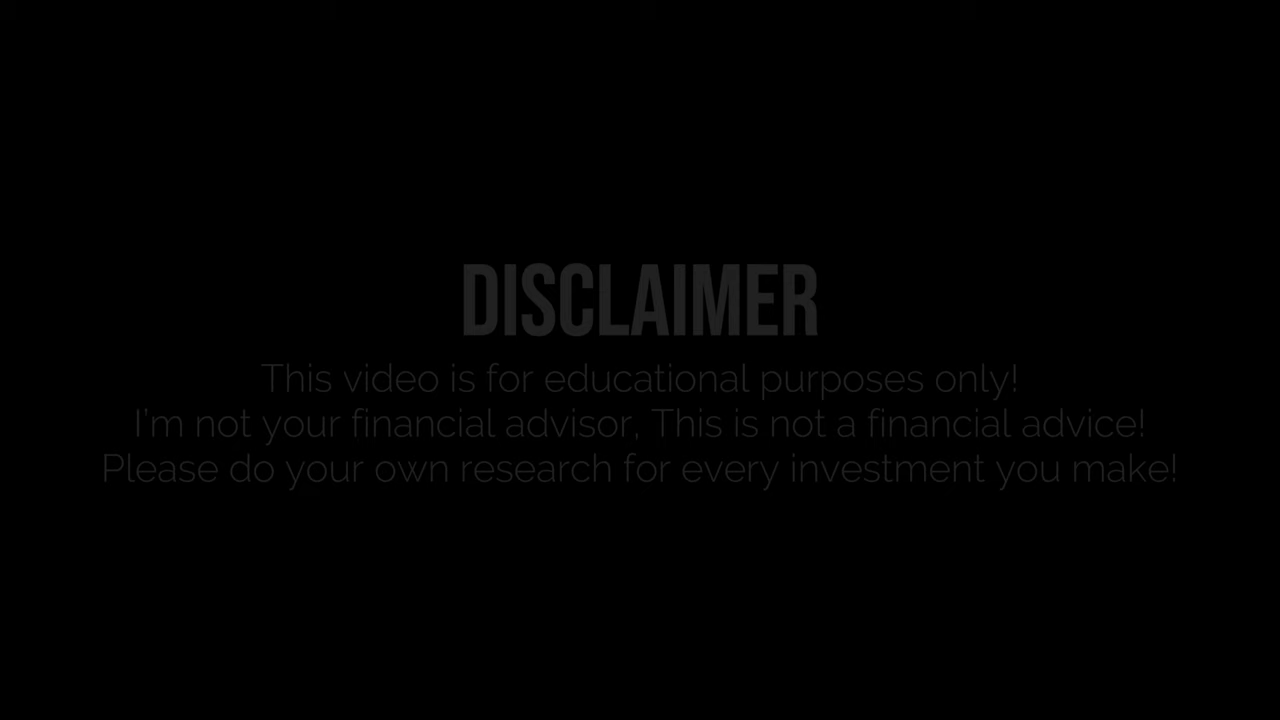 DISCLAIMER
This video is for educational purposes only!
I'm not your financial advisor, This is not a financial advice!
Please do your own research for every investment you make!